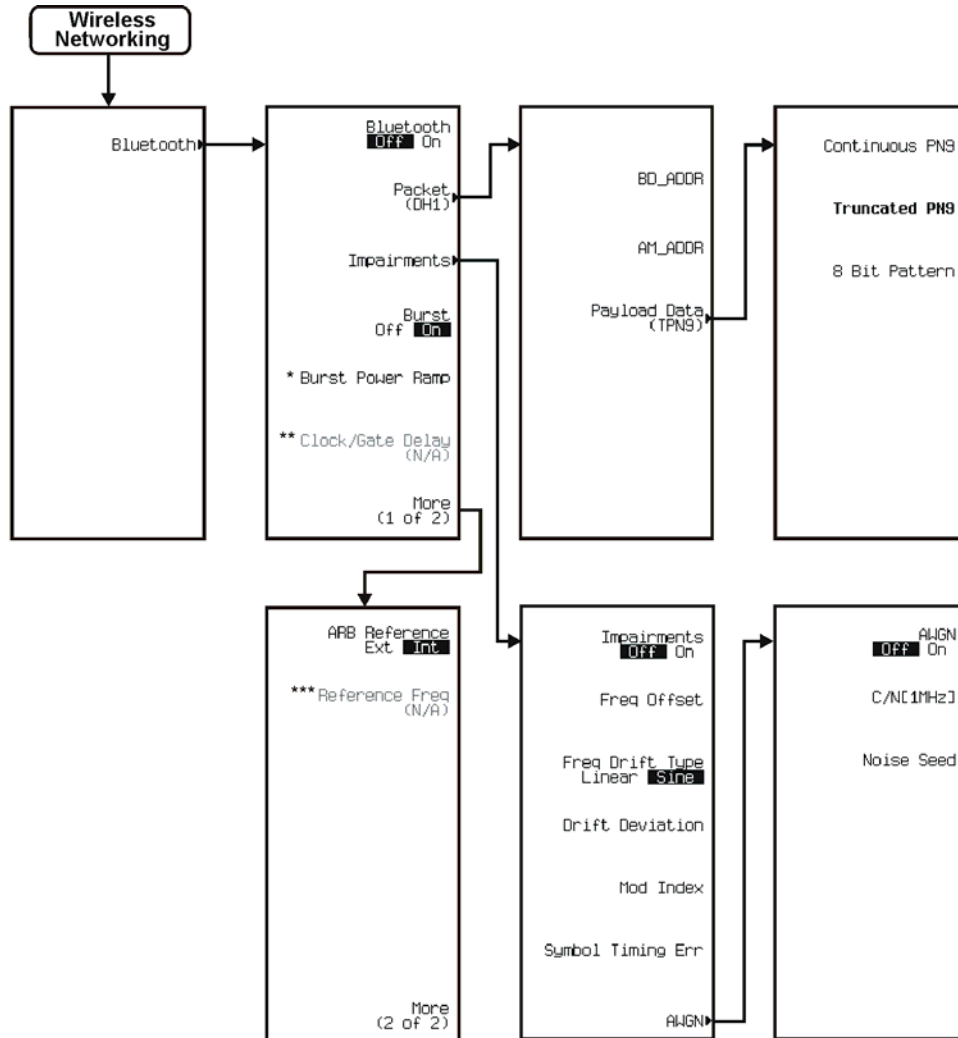 Wireless
Networking
Bluetooth
Bluetooth
Off On
Packet
(DH1)
Impairments
Burst
Off On
* Burst Power Ramp
** Clock/Gate Delay
(N/A)
More
(1 of 2)
BD_ADDR
AM_ADDR
Payload Data
(TPN9)
Continuous PN9
Truncated PN9
8 Bit Pattern
ARB Reference
Ext Int
*** Reference Freq
(N/A)
More
(2 of 2)
Impairments
Off On
Freq Offset
Freq Drift Type
Linear Sine
Drift Deviation
Mod Index
Symbol Timing Err
AWGN
AWGN
Off On
C/N[1MHz]
Noise Seed